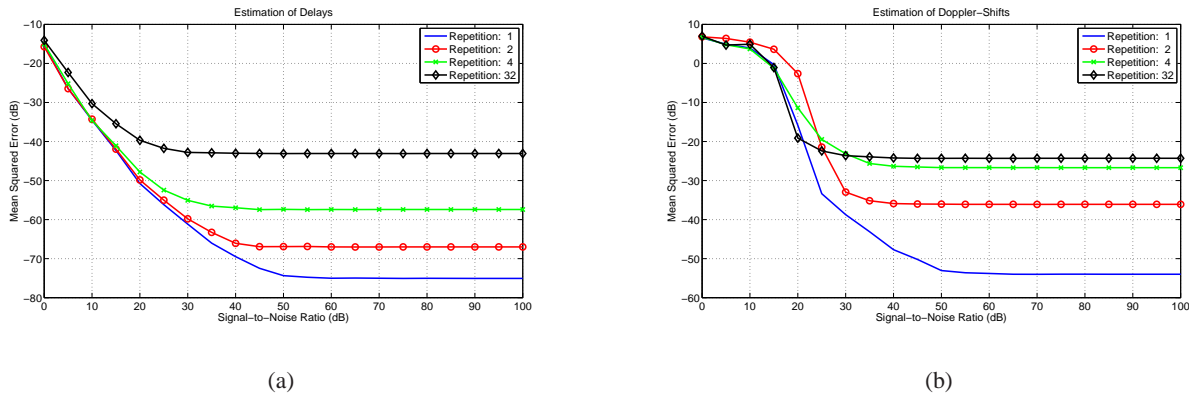 Estimation of Delays
−10
−20
−30
−40
−50
−60
−70
−80
Mean Squared Error (dB)
0 10 20 30 40 50 60 70 80 90 100
Signal−to−Noise Ratio (dB)
Repetition: 1
Repetition: 2
Repetition: 4
Repetition: 32
(a)
Estimation of Doppler−Shifts
10
0
−10
−20
−30
−40
−50
−60
Mean Squared Error (dB)
0 10 20 30 40 50 60 70 80 90 100
Signal−to−Noise Ratio (dB)
Repetition: 1
Repetition: 2
Repetition: 4
Repetition: 32
(b)